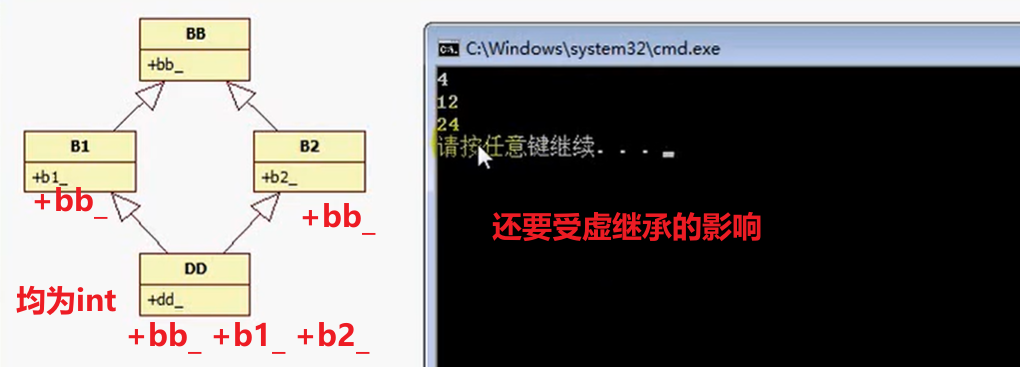 BB
+bb_
B1
+b1_
+bb_
B2
+b2_
+bb_
DD
+dd_
均为int
+bb_ +b1_ +b2_
C:\Windows\system32\cmd.exe
4
12
24
请按任意键继续. . .
还要受虚继承的影响